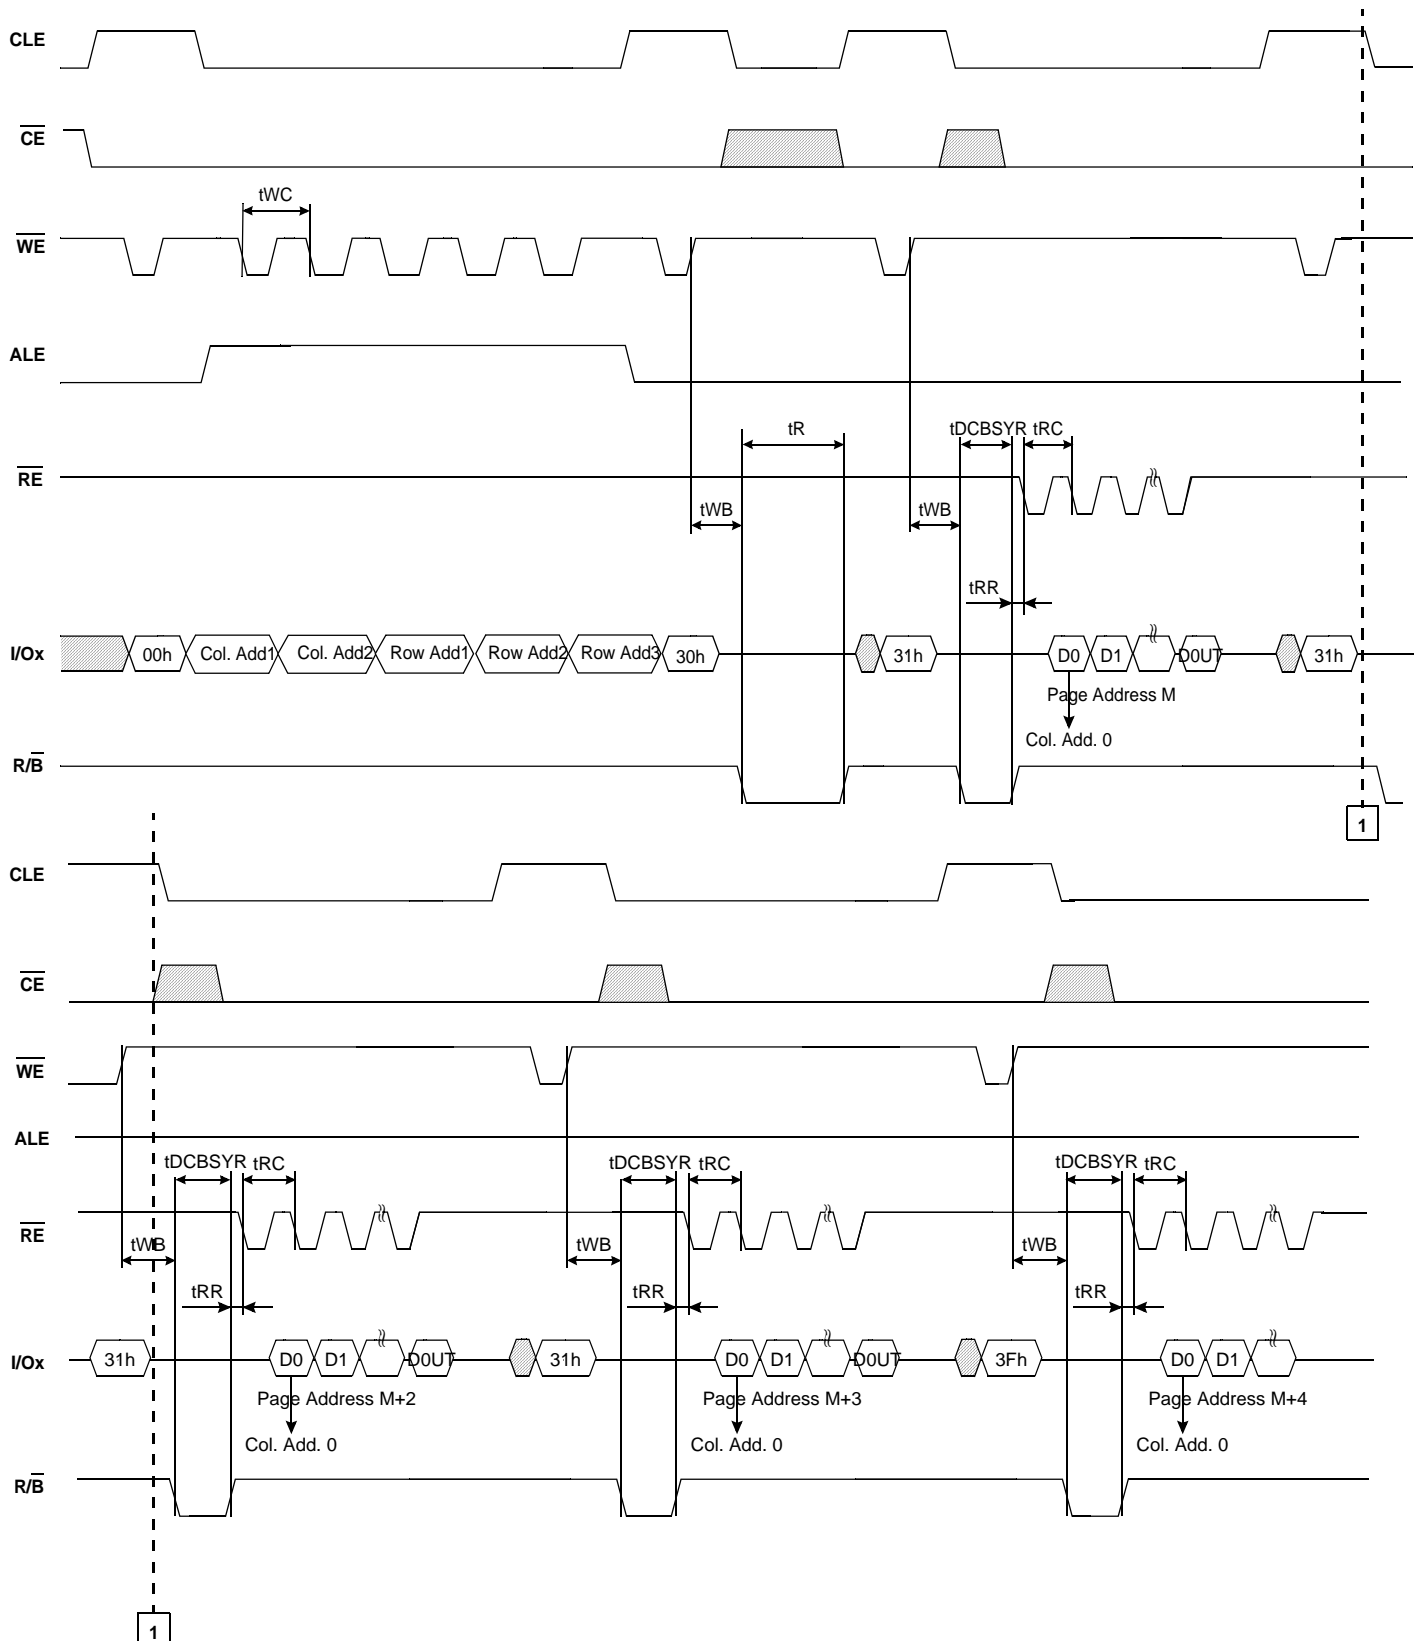 CLE
CE
tWC
WE
ALE
tR tDCBSYR tRC
RE
tWB tWB
tRR
I/Ox 00h Col. Add1 Col. Add2 Row Add1 Row Add2 Row Add3 30h 31h D0 D1 D0UT 31h
Page Address M
Col. Add. 0
R/B
1
CLE
CE
WE
ALE
tDCBSYR tRC tDCBSYR tRC tDCBSYR tRC
RE
tWB tWB tWB
tRR tRR tRR
I/Ox 31h D0 D1 D0UT 31h D0 D1 D0UT 3Fh D0 D1
Page Address M+2 Page Address M+3 Page Address M+4
Col. Add. 0 Col. Add. 0 Col. Add. 0
R/B
1